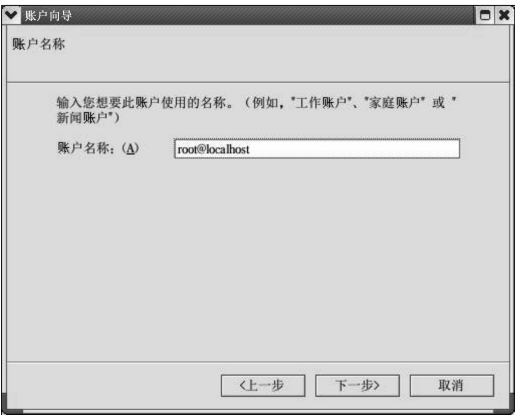 账户向导
账户名称
输入您想要此账户使用的名称。（例如，"工作账户"、"家庭账户" 或 "
新闻账户"）
账户名称：(A) root@localhost
<上一步 下一步> 取消